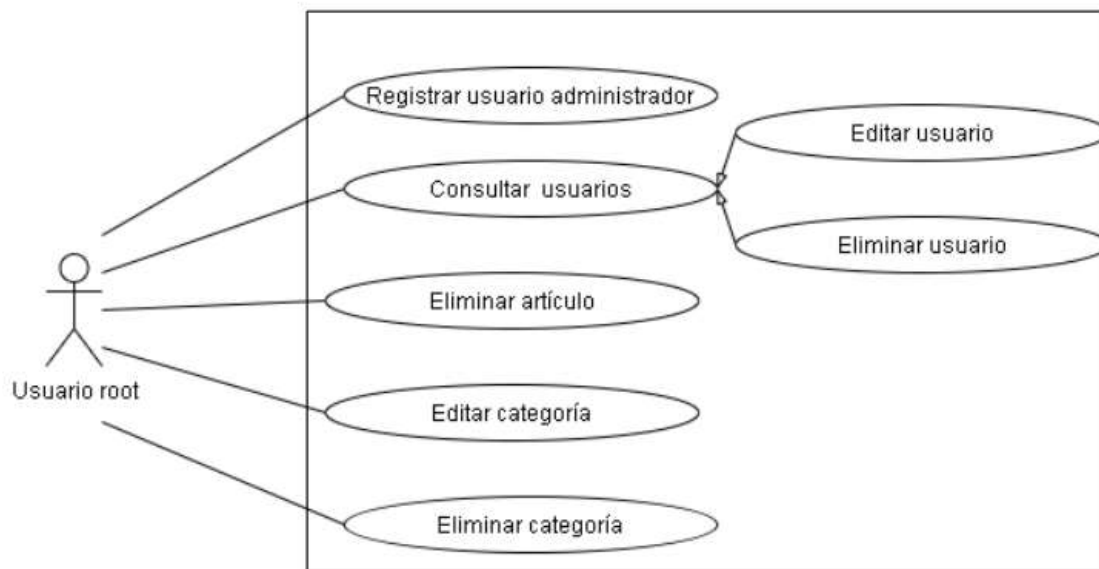 Registrar usuario administrador
Editar usuario
Consultar usuarios
Eliminar usuario
Eliminar artículo
Usuario root
Editar categoría
Eliminar categoría